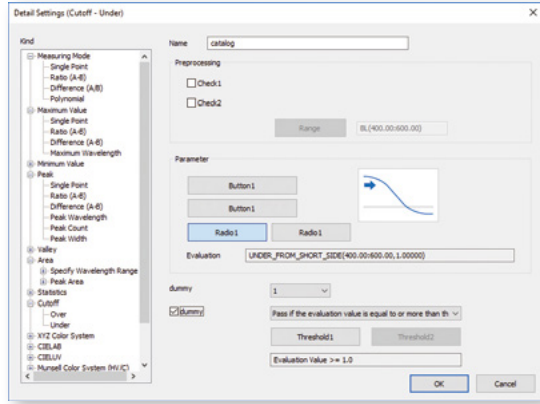 Detail Settings (Cutoff - Under)
Kind
Measuring Mode
Single Point
Ratio (A-B)
Difference (A/B)
Polynomial
Maximum Value
Single Point
Ratio (A-B)
Difference (A-B)
Maximum Wavelength
Minimum Value
Peak
Single Point
Ratio (A-B)
Difference (A-B)
Peak Wavelength
Peak Count
Peak Width
Valley
Area
Specify Wavelength Range
Peak Area
Statistics
Cutoff
Over
Under
XYZ Color System
CIELAB
CIELUV
Munsell Color System (HV/C)
Name catalog
Preprocessing
Check1
Check2
Range BL(400.00:600.00)
Parameter
Button1
Button1
Radio1 Radio1
Evaluation UNDER_FROM_SHORT_SIDE(400.00:600.00,1.00000)
dummy 1
dummy Pass if the evaluation value is equal to or more than th
Threshold1 Threshold2
Evaluation Value >= 1.0
OK Cancel